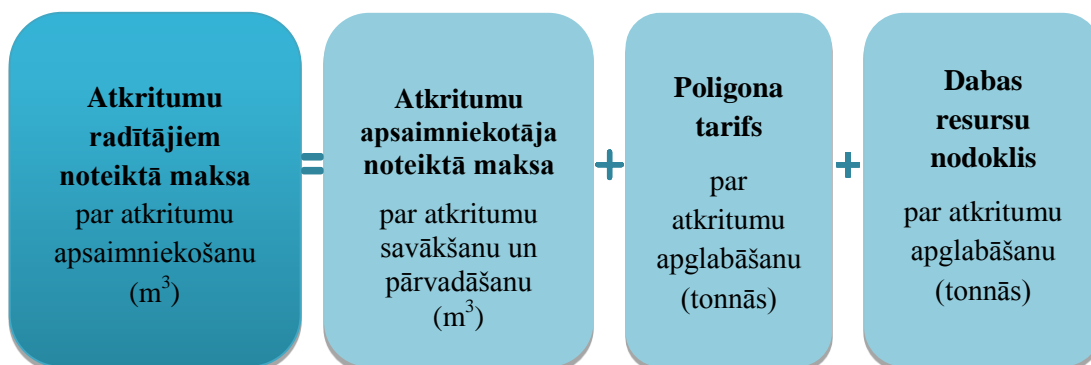 Atkritumu
radītājiem
noteiktā maksa
par atkritumu
apsaimniekošanu
(m³)
=
Atkritumu
apsaimniekotāja
noteiktā maksa
par atkritumu
savākšanu un
pārvadāšanu
(m³)
+
Poligona
tarifs
par
atkritumu
apglabāšanu
(tonnās)
+
Dabas
resursu
nodoklis
par atkritumu
apglabāšanu
(tonnās)